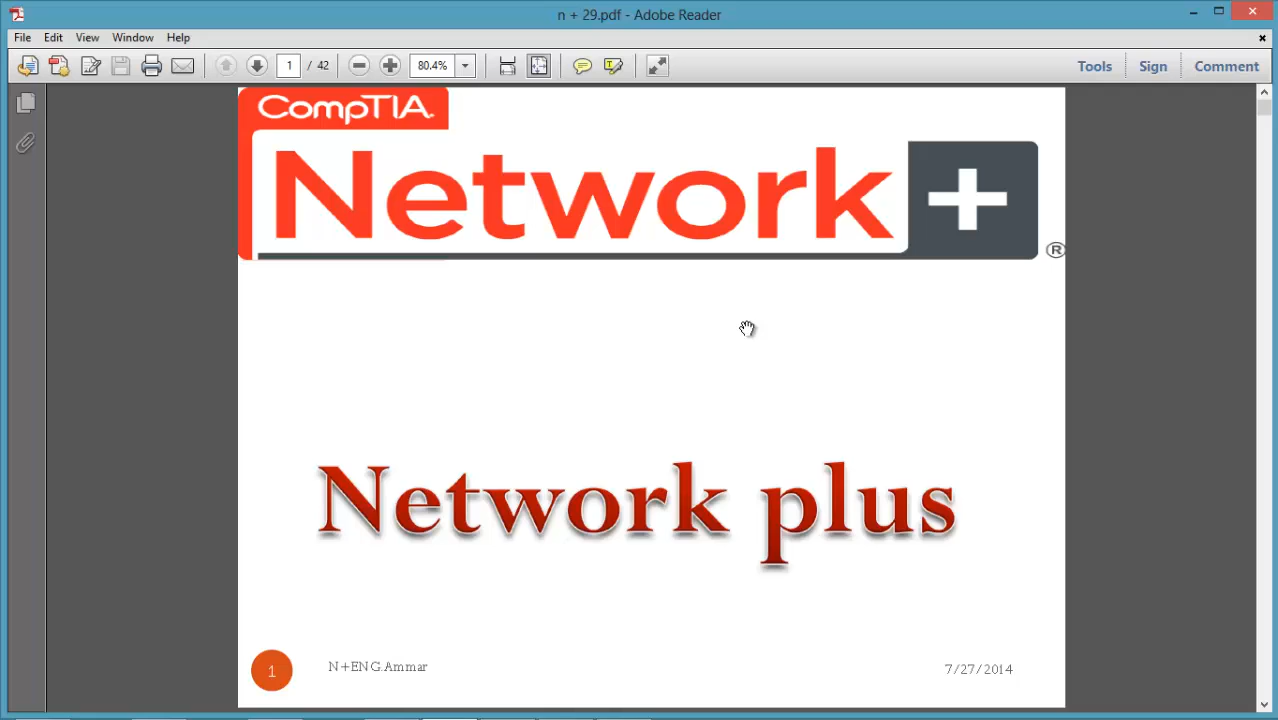 n + 29.pdf - Adobe Reader
File Edit View Window Help
1 / 42 80.4% Tools Sign Comment
CompTIA.
Network+ ®
Network plus
1 N+ENG.Ammar 7/27/2014